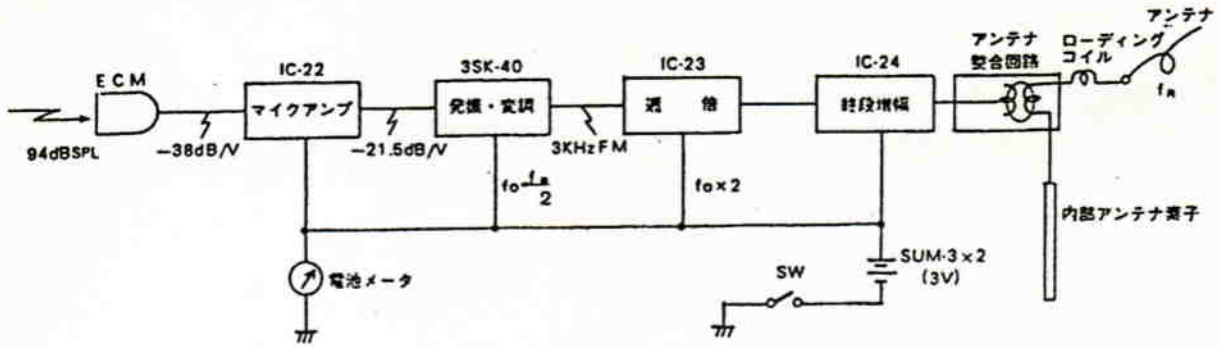 アンテナ
アンテナ
整合回路
ローディング
コイル
fR
ECM
IC-22
3SK-40
IC-23
IC-24
マイクアンプ
発振・変調
逓倍
終段増幅
94dBSPL
−38dB/V
−21.5dB/V
3KHz FM
fo=fR/2
fo×2
内部アンテナ素子
電池メータ
SW
SUM-3×2
(3V)